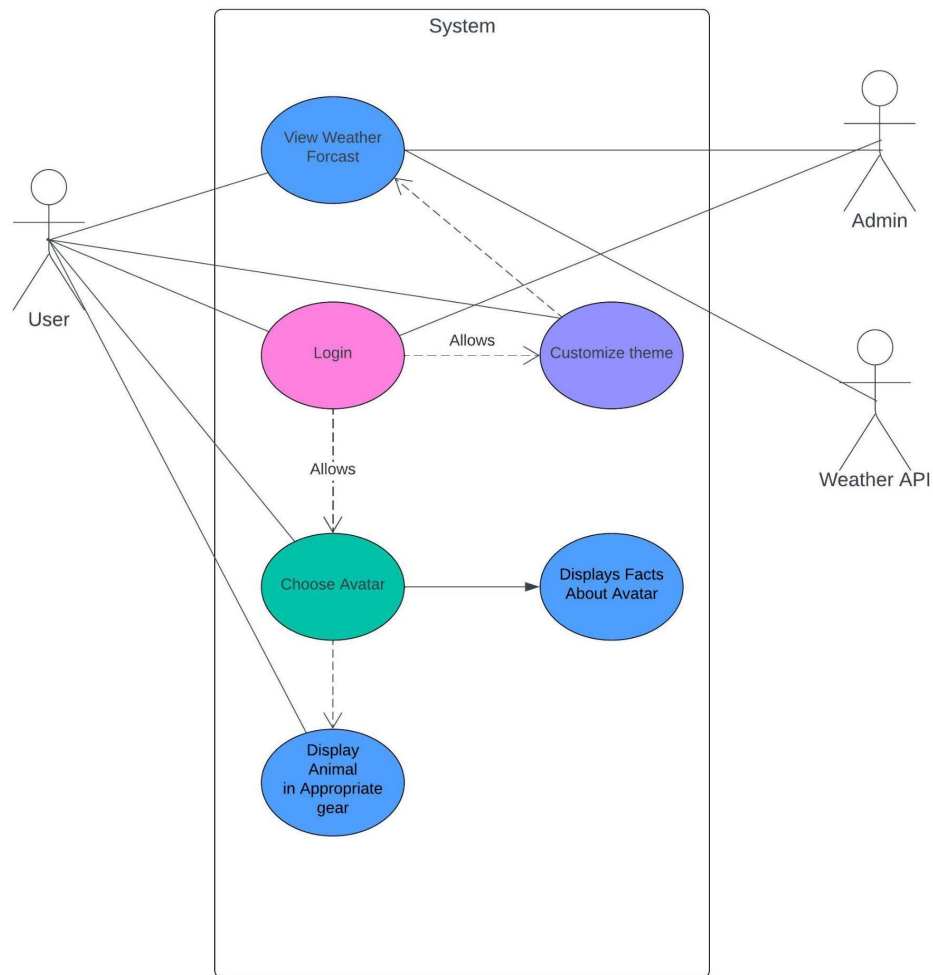 System
View Weather
Forcast
Admin
User
Login
Allows
Customize theme
Weather API
Allows
Choose Avatar
Displays Facts
About Avatar
Display
Animal
in Appropriate
gear